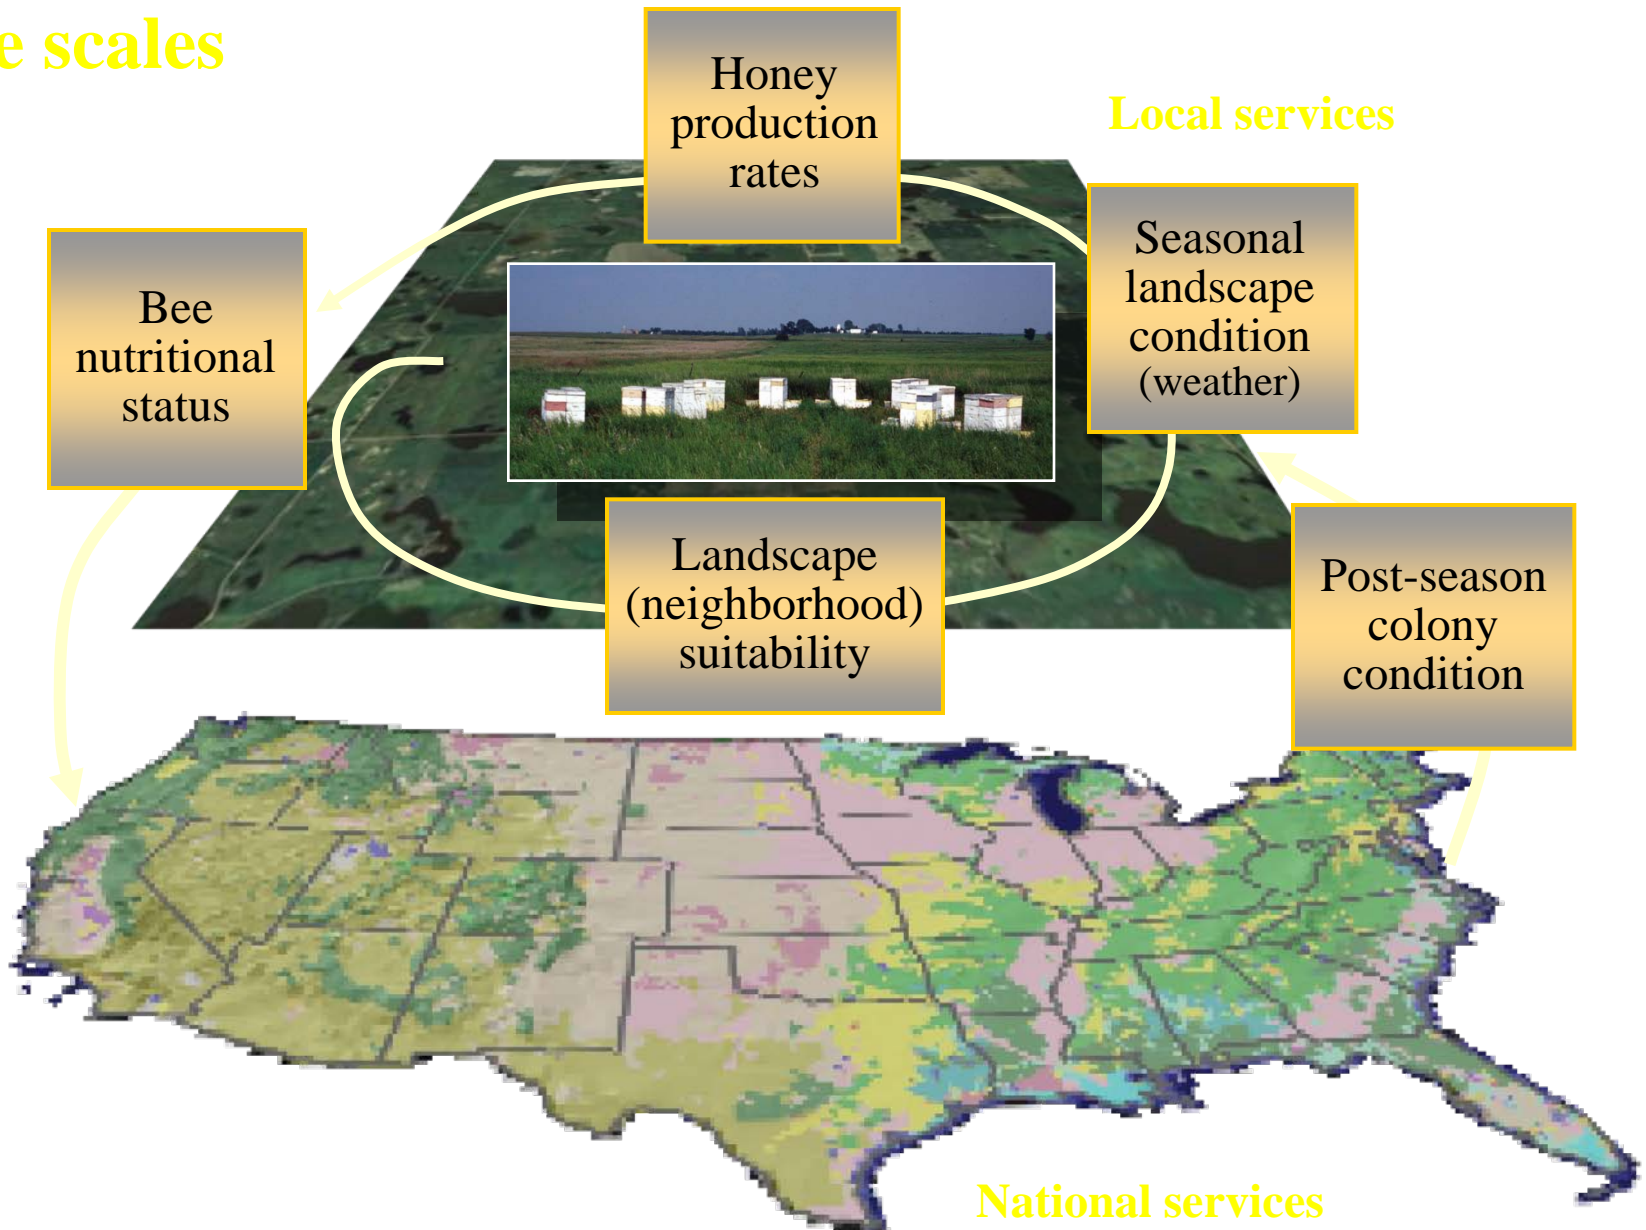 e scales
Honey
production
rates
Local services
Seasonal
landscape
condition
(weather)
Bee
nutritional
status
Landscape
(neighborhood)
suitability
Post-season
colony
condition
National services